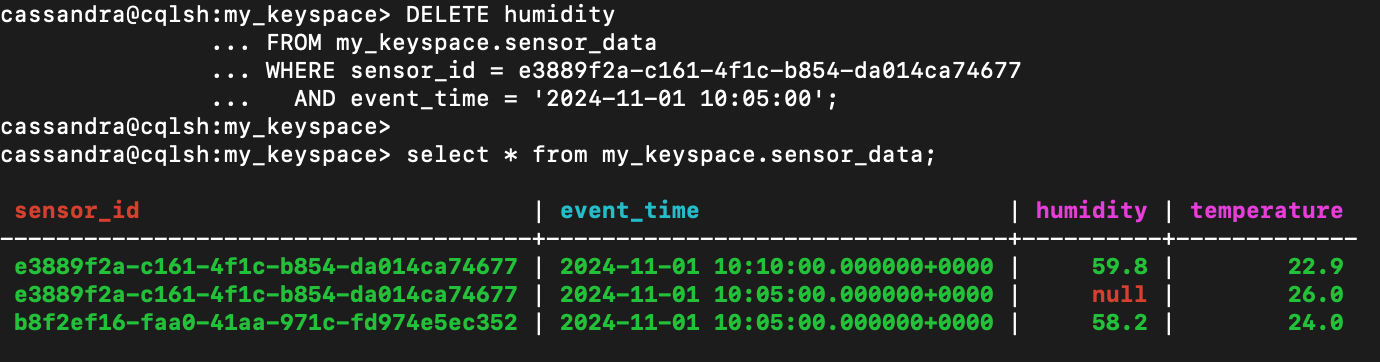 cassandra@cqlsh:my_keyspace> DELETE humidity
... FROM my_keyspace.sensor_data
... WHERE sensor_id = e3889f2a-c161-4f1c-b854-da014ca74677
... AND event_time = '2024-11-01 10:05:00';
cassandra@cqlsh:my_keyspace>
cassandra@cqlsh:my_keyspace> select * from my_keyspace.sensor_data;
sensor_id | event_time | humidity | temperature
--------------------------------------+---------------------------------+----------+-------------
e3889f2a-c161-4f1c-b854-da014ca74677 | 2024-11-01 10:10:00.000000+0000 | 59.8 | 22.9
e3889f2a-c161-4f1c-b854-da014ca74677 | 2024-11-01 10:05:00.000000+0000 | null | 26.0
b8f2ef16-faa0-41aa-971c-fd974e5ec352 | 2024-11-01 10:05:00.000000+0000 | 58.2 | 24.0